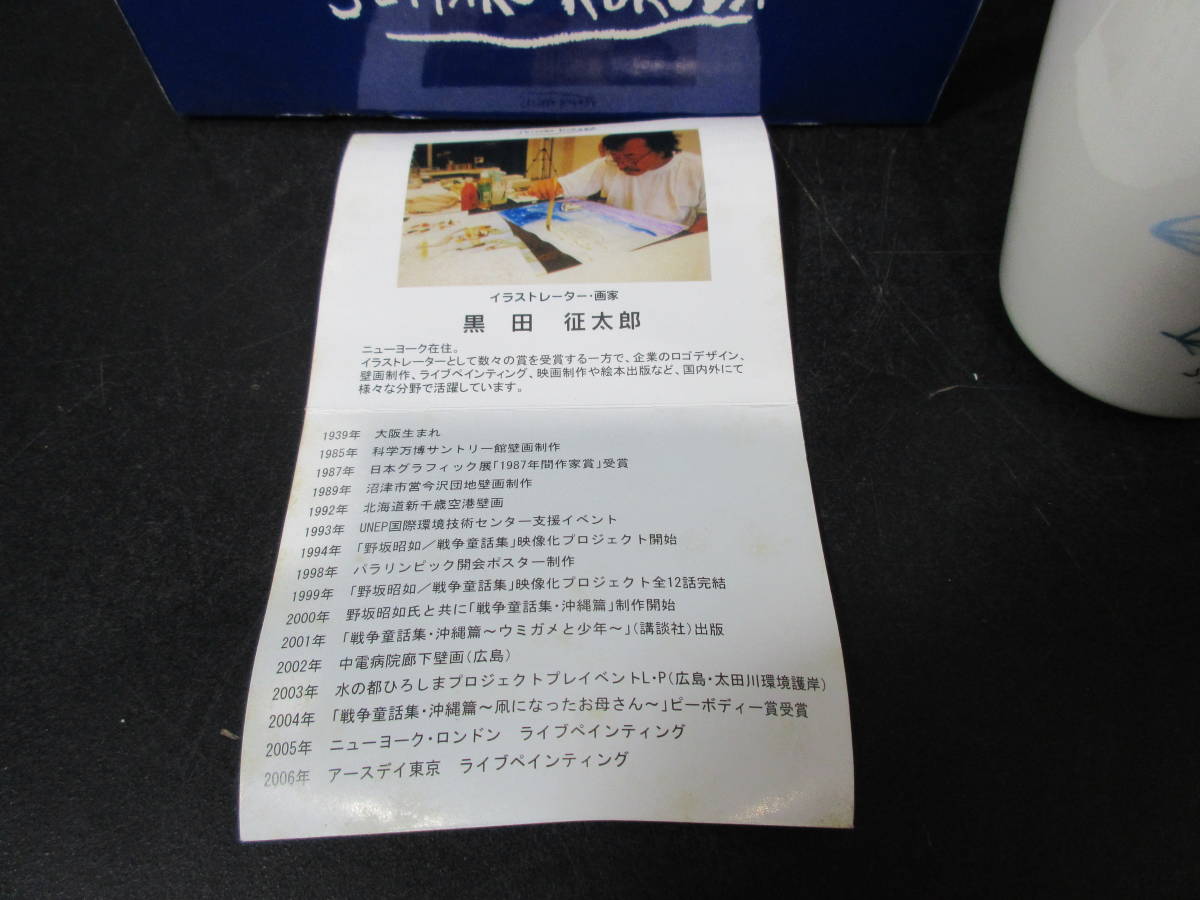 SEITARO KURODA
イラストレーター・画家
黒田 征太郎
ニューヨーク在住。
イラストレーターとして数々の賞を受賞する一方で、企業のロゴデザイン、
壁画制作、ライブペインティング、映画制作や絵本出版など、国内外にて
様々な分野で活躍しています。
1939年 大阪生まれ
1985年 科学万博サントリー館壁画制作
1987年 日本グラフィック展「1987年間作家賞」受賞
1989年 沼津市営今沢団地壁画制作
1992年 北海道新千歳空港壁画
1993年 UNEP国際環境技術センター支援イベント
1994年 「野坂昭如／戦争童話集」映像化プロジェクト開始
1998年 パラリンピック開会ポスター制作
1999年 「野坂昭如／戦争童話集」映像化プロジェクト全12話完結
2000年 野坂昭如氏と共に「戦争童話集・沖縄篇」制作開始
2001年 「戦争童話集・沖縄篇～ウミガメと少年～」(講談社)出版
2002年 中電病院廊下壁画(広島)
2003年 水の都ひろしまプロジェクトプレイベントL・P(広島・太田川環境護岸)
2004年 「戦争童話集・沖縄篇～凧になったお母さん～」ピーボディー賞受賞
2005年 ニューヨーク・ロンドン ライブペインティング
2006年 アースデイ東京 ライブペインティング